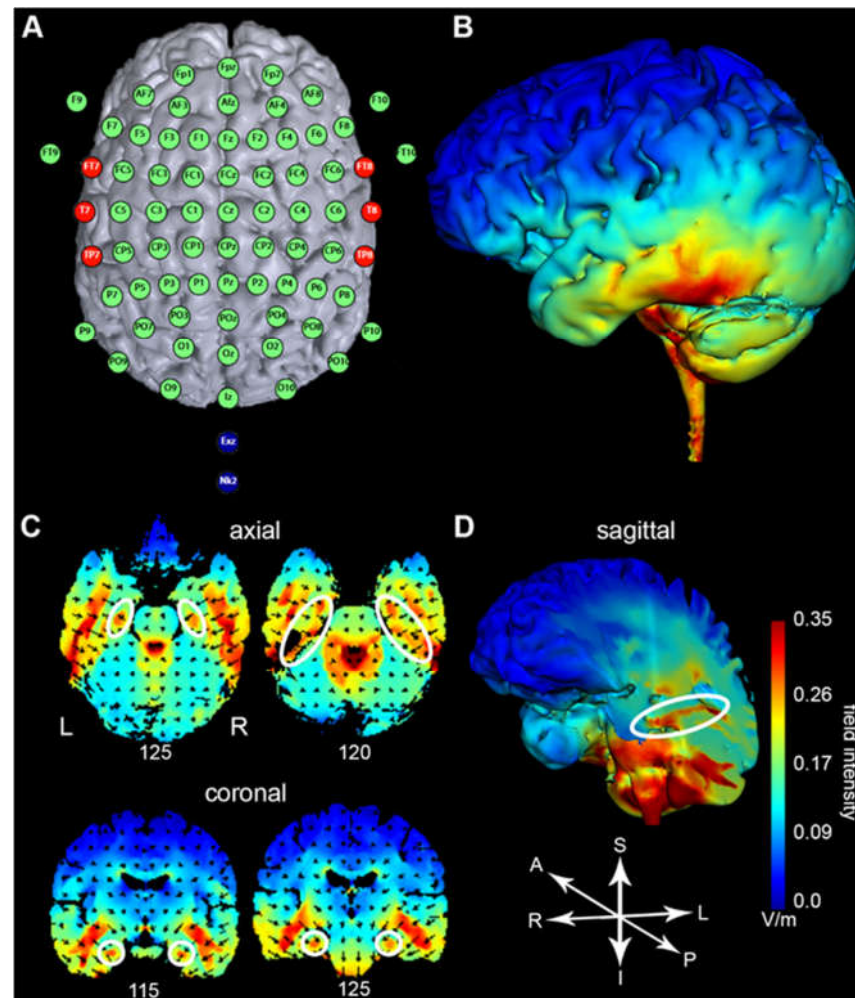 A
B
Fp1 Fpz Fp2
AF7 AF3 Afz AF4 AF8
F9 F10
F7 F5 F3 F1 Fz F2 F4 F6 F8
FT9 FT10
FT7 FC5 FC3 FC1 FCz FC2 FC4 FC6 FT8
T7 C5 C3 C1 Cz C2 C4 C6 T8
TP7 CP5 CP3 CP1 CPz CP2 CP4 CP6 TP8
P7 P5 P3 P1 Pz P2 P4 P6 P8
P9 PO7 PO3 POz PO4 PO8 P10
PO9 O1 Oz O2 PO10
O9 Iz O10
Exz
Nk2
C
axial
L
R
125
120
coronal
115
125
D
sagittal
0.35
0.26
0.17
0.09
0.0
V/m
field intensity
S
A
R
L
P
I